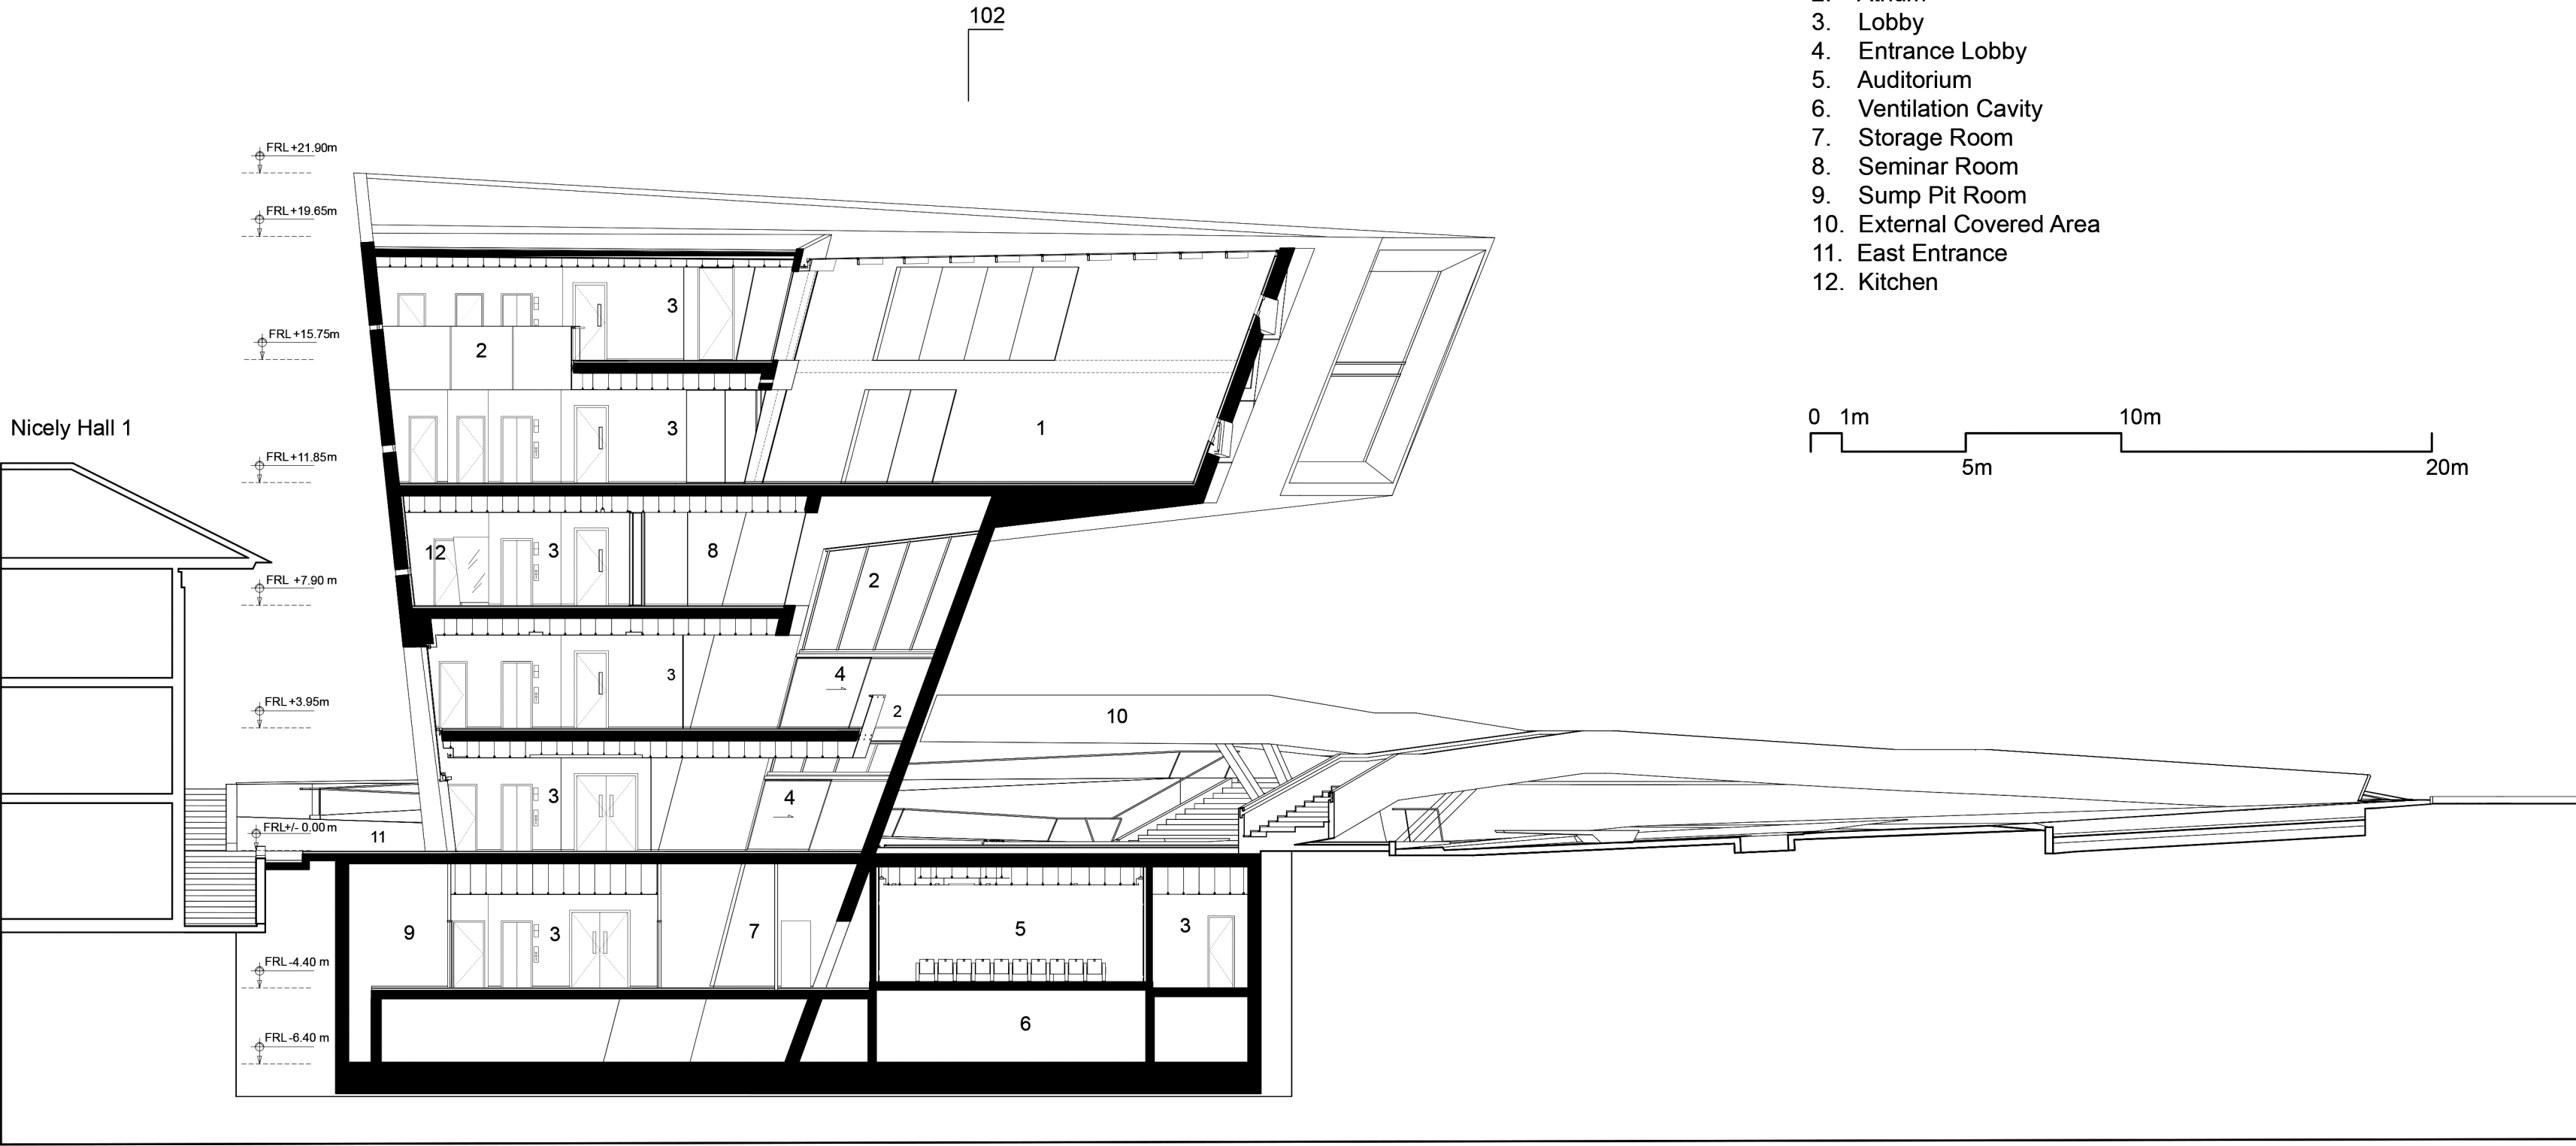 102
2. Atrium
3. Lobby
4. Entrance Lobby
5. Auditorium
6. Ventilation Cavity
7. Storage Room
8. Seminar Room
9. Sump Pit Room
10. External Covered Area
11. East Entrance
12. Kitchen
FRL +21.90m
FRL +19.65m
3
FRL +15.75m
2
0 1m 10m
5m 20m
Nicely Hall 1
3
1
FRL +11.85m
12
3
8
2
FRL +7.90 m
3
4
2
FRL +3.95m
10
3
4
FRL+/- 0.00 m
11
9
3
7
5
3
FRL -4.40 m
6
FRL -6.40 m